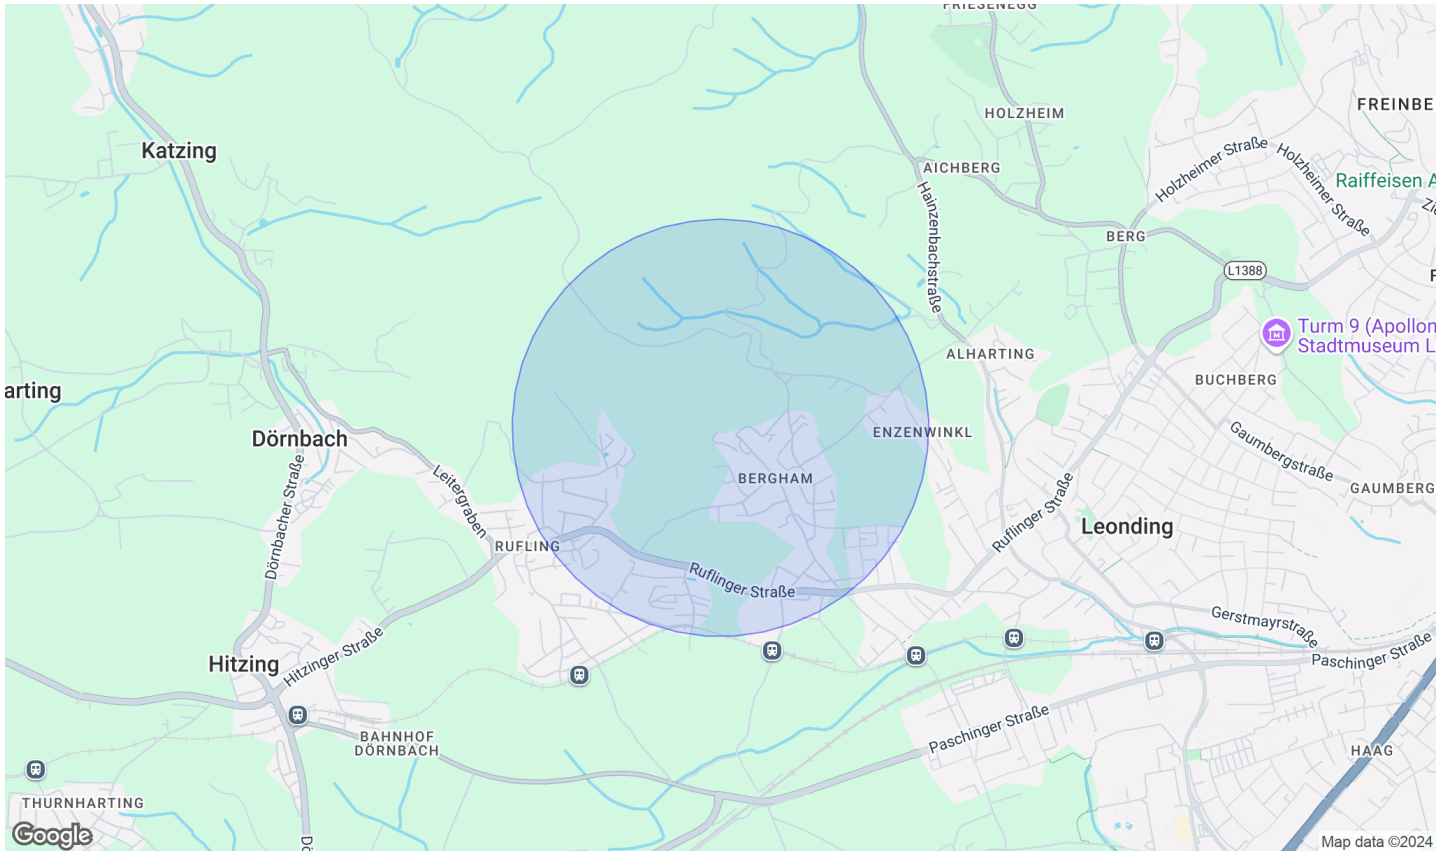 FRIESENEGG
HOLZHEIM
FREINBE
Katzing
Holzheimer Straße
Holzheimer Straße
AICHBERG
Raiffeisen A
Hainzenbachstraße
BERG
L1388
Turm 9 (Apollon
Stadtmuseum L
ALHARTING
BUCHBERG
arting
Dörnbach
ENZENWINKL
Gaumbergstraße
Leitergraben
BERGHAM
GAUMBERG
Dörnbacher Straße
Ruflinger Straße
Leonding
RUFLING
Ruflinger Straße
Gerstmayrstraße
Hitzing
Hitzinger Straße
Paschinger Straße
Paschinger Straße
BAHNHOF
DÖRNBACH
HAAG
THURNHARTING
Google
Map data ©2024